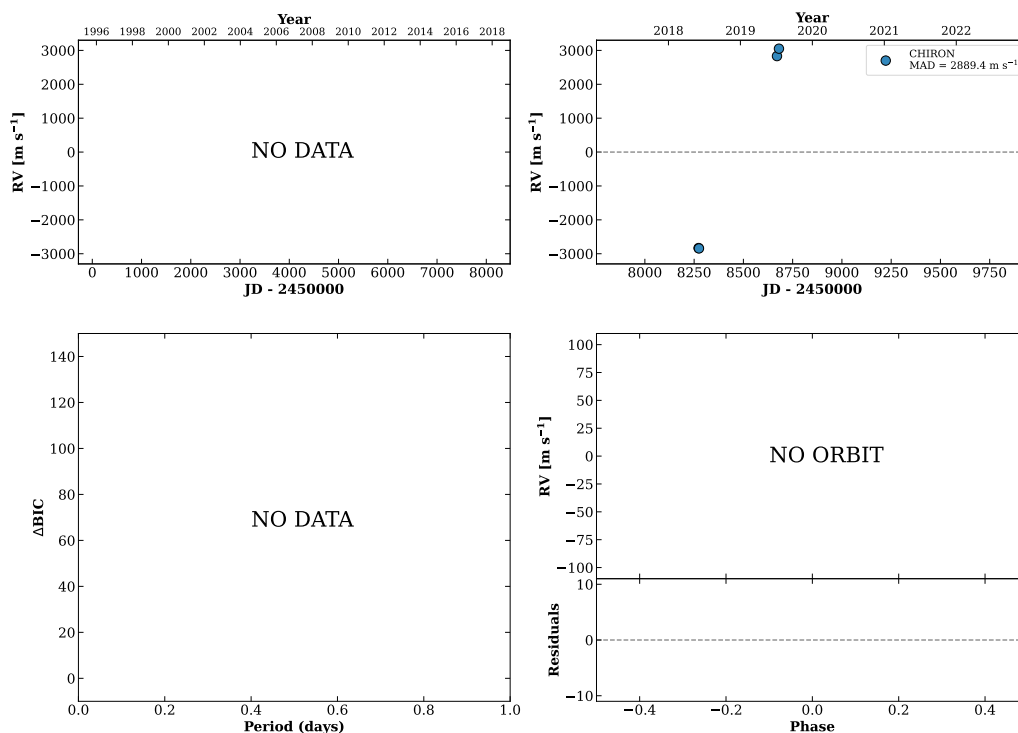 Year
1996 1998 2000 2002 2004 2006 2008 2010 2012 2014 2016 2018
3000
2000
1000
0
−1000
−2000
−3000
RV [m s⁻¹]
NO DATA
0 1000 2000 3000 4000 5000 6000 7000 8000
JD - 2450000
Year
2018 2019 2020 2021 2022
3000
2000
1000
0
−1000
−2000
−3000
RV [m s⁻¹]
CHIRON
MAD = 2889.4 m s⁻¹
8000 8250 8500 8750 9000 9250 9500 9750
JD - 2450000
140
120
100
80
60
40
20
0
ΔBIC
NO DATA
0.0 0.2 0.4 0.6 0.8 1.0
Period (days)
100
75
50
25
0
−25
−50
−75
−100
RV [m s⁻¹]
NO ORBIT
10
0
−10
Residuals
−0.4 −0.2 0.0 0.2 0.4
Phase